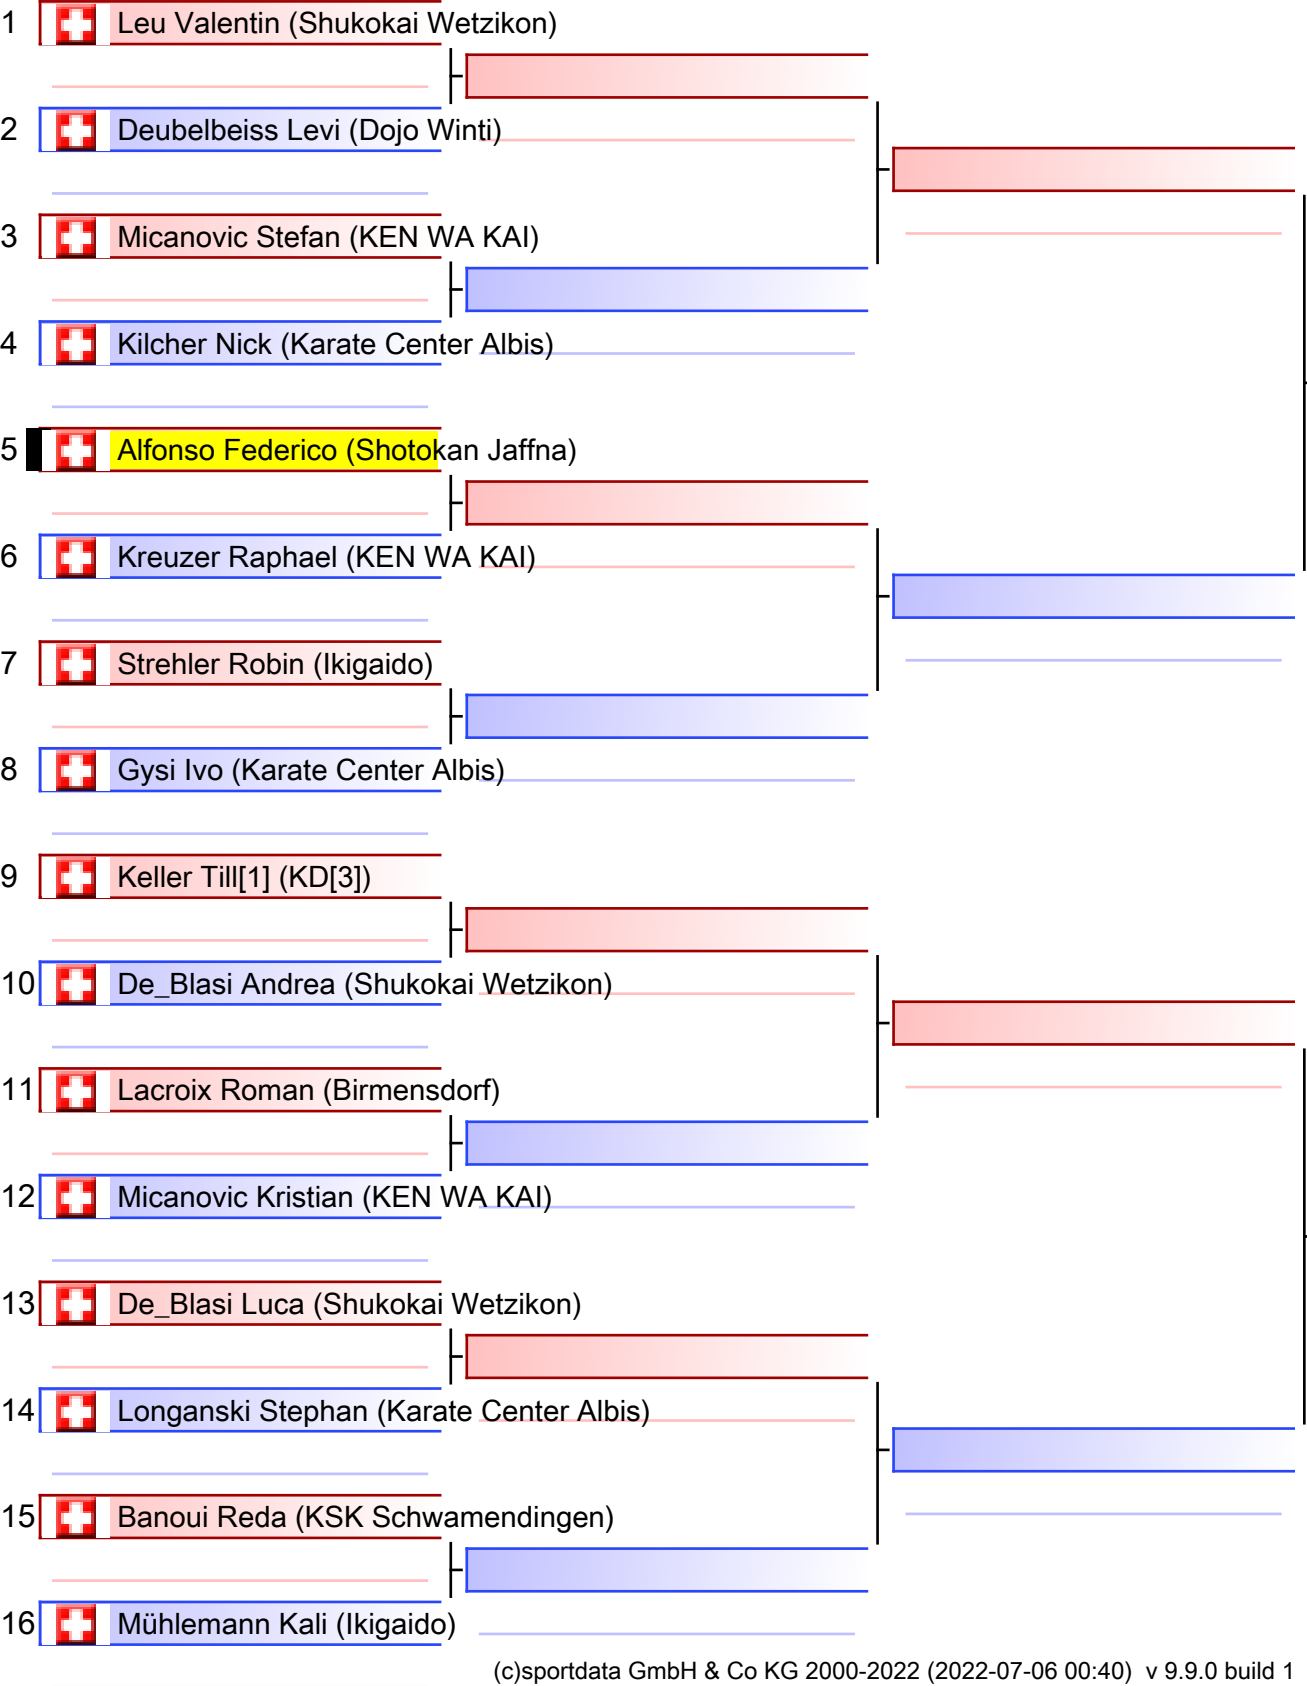 1 Leu Valentin (Shukokai Wetzikon)
2 Deubelbeiss Levi (Dojo Winti)
3 Micanovic Stefan (KEN WA KAI)
4 Kilcher Nick (Karate Center Albis)
5 Alfonso Federico (Shotokan Jaffna)
6 Kreuzer Raphael (KEN WA KAI)
7 Strehler Robin (Ikigaido)
8 Gysi Ivo (Karate Center Albis)
9 Keller Till[1] (KD[3])
10 De_Blasi Andrea (Shukokai Wetzikon)
11 Lacroix Roman (Birmensdorf)
12 Micanovic Kristian (KEN WA KAI)
13 De_Blasi Luca (Shukokai Wetzikon)
14 Longanski Stephan (Karate Center Albis)
15 Banoui Reda (KSK Schwamendingen)
16 Mühlemann Kali (Ikigaido)
(c)sportdata GmbH & Co KG 2000-2022 (2022-07-06 00:40) v 9.9.0 build 1